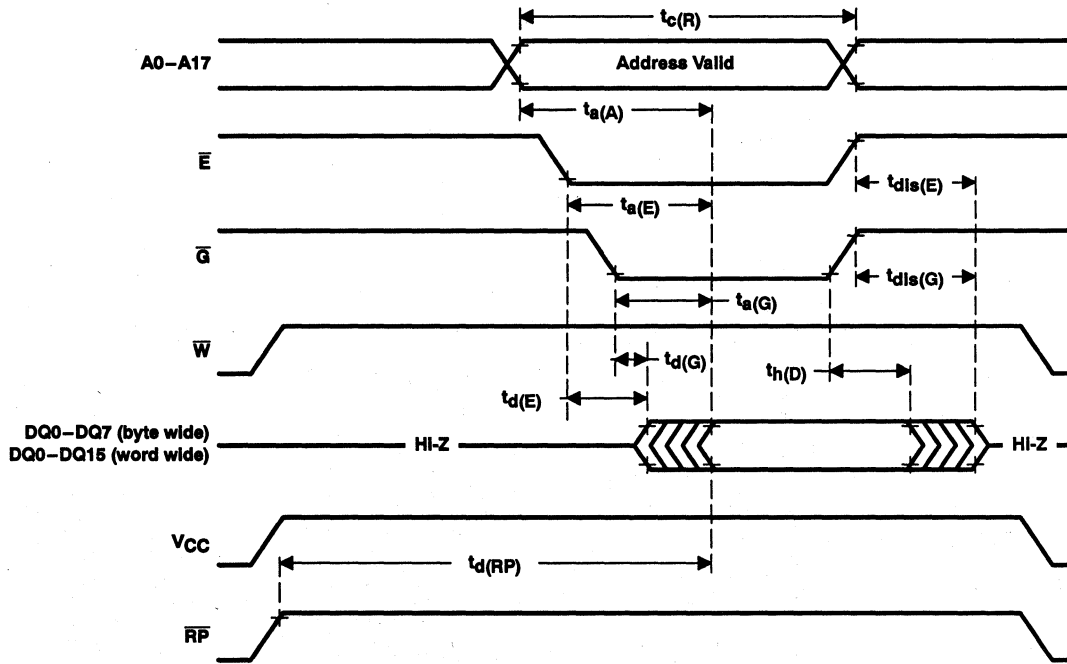 tc(R)
A0–A17
Address Valid
ta(A)
E̅
tdis(E)
ta(E)
G̅
tdis(G)
ta(G)
W̅
td(G)
th(D)
td(E)
DQ0–DQ7 (byte wide)
DQ0–DQ15 (word wide)
HI-Z
HI-Z
VCC
td(RP)
R̅P̅